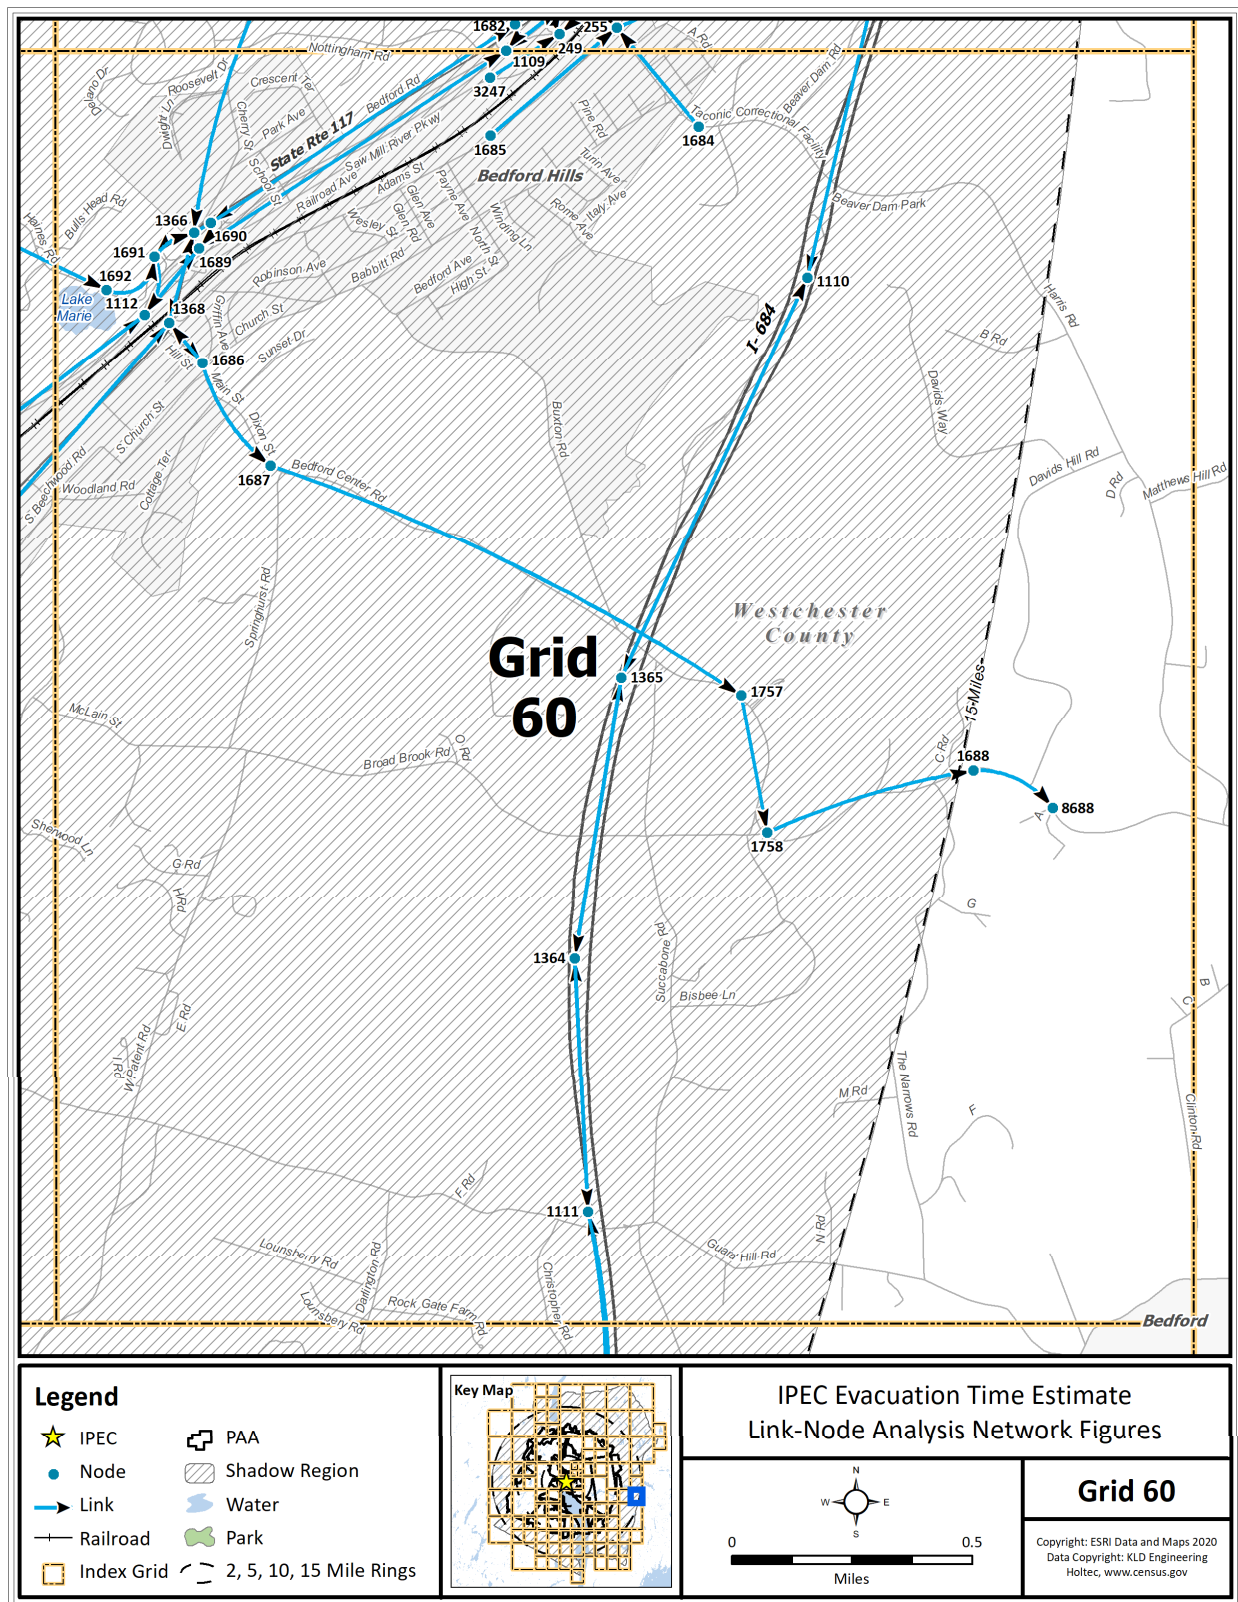 1682
255
249
1109
3247
1685
1684
A Rd
Nottingham Rd
Delano Dr
Roosevelt Dr
Crescent Ter
Dwight Ln
Cherry St
Park Ave
State Rte 117
Bedford Rd
Saw Mill River Pkwy
School St
Railroad Ave
Adams St
Pine Rd
Turin Ave
Taconic Correctional Facility
Beaver Dam Rd
Bedford Hills
Beaver Dam Park
Bulls Head Rd
Haines Rd
1366
1690
1691
1689
1692
1112
Lake
Marie
1368
1686
Wesley St
Glen Rd
Glen Ave
Payne Ave
North St
Winding Ln
Rome Ave
Italy Ave
Robinson Ave
Babbitt Rd
Bedford Ave
High St
Griffin Ave
Church St
Sunset Dr
Hill St
Main St
1110
I-684
Harris Rd
B Rd
Davids Way
Davids Hill Rd
D Rd
Matthews Hill Rd
Buxton Rd
Dixon St
S Church St
Cottage Ter
S Beechwood Rd
Woodland Rd
1687
Bedford Center Rd
Springhurst Rd
Westchester
County
Grid
60
1365
1757
15 Miles
McLain St
Broad Brook Rd
O Rd
C Rd
1688
8688
A
1758
Sherwood Ln
G Rd
H Rd
G
1364
Succabone Rd
Bisbee Ln
B
C
E Rd
I Rd
W Patent Rd
M Rd
The Narrows Rd
F
Clinton Rd
F Rd
1111
N Rd
Guard Hill Rd
Lounsberry Rd
Darlington Rd
Christopher Rd
Lounsbery Rd
Rock Gate Farm Rd
Bedford
Legend
IPEC
PAA
Node
Shadow Region
Link
Water
Railroad
Park
Index Grid
2, 5, 10, 15 Mile Rings
Key Map
IPEC Evacuation Time Estimate
Link-Node Analysis Network Figures
N
W
E
S
0
0.5
Miles
Grid 60
Copyright: ESRI Data and Maps 2020
Data Copyright: KLD Engineering
Holtec, www.census.gov